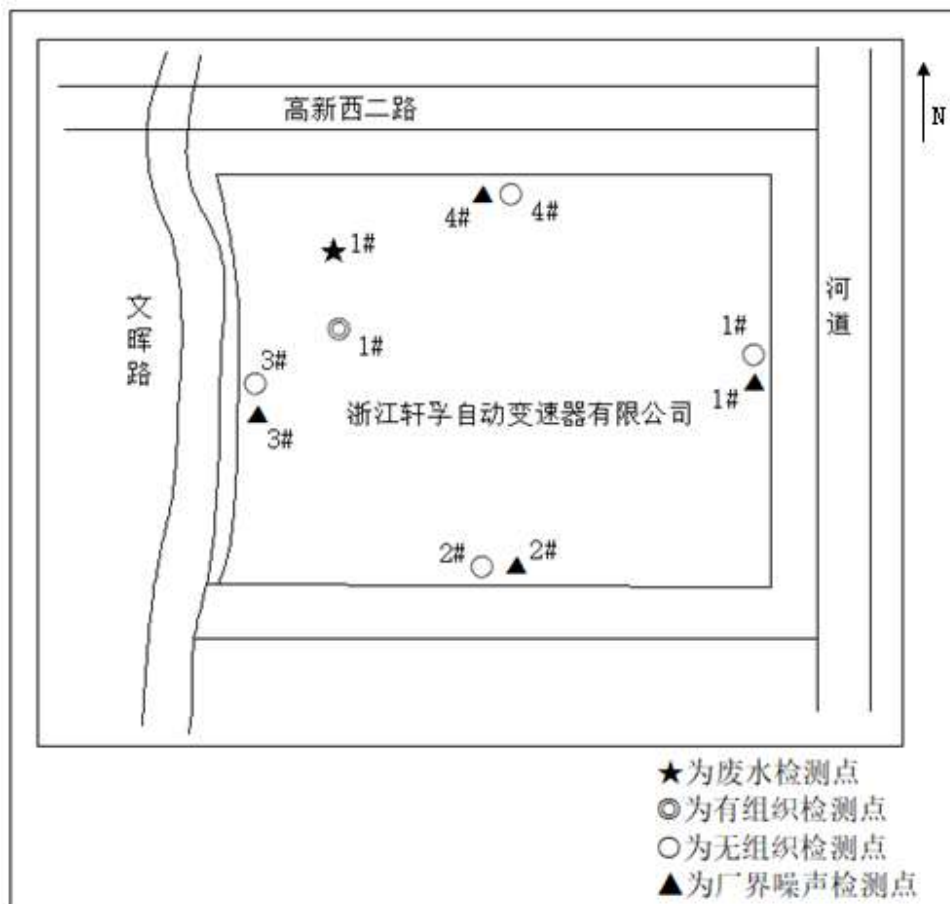 高新西二路
N
4#
4#
★1#
文晖路
河道
1#
1#
3#
1#
浙江轩孚自动变速器有限公司
3#
2#
2#
★为废水检测点
◎为有组织检测点
○为无组织检测点
▲为厂界噪声检测点